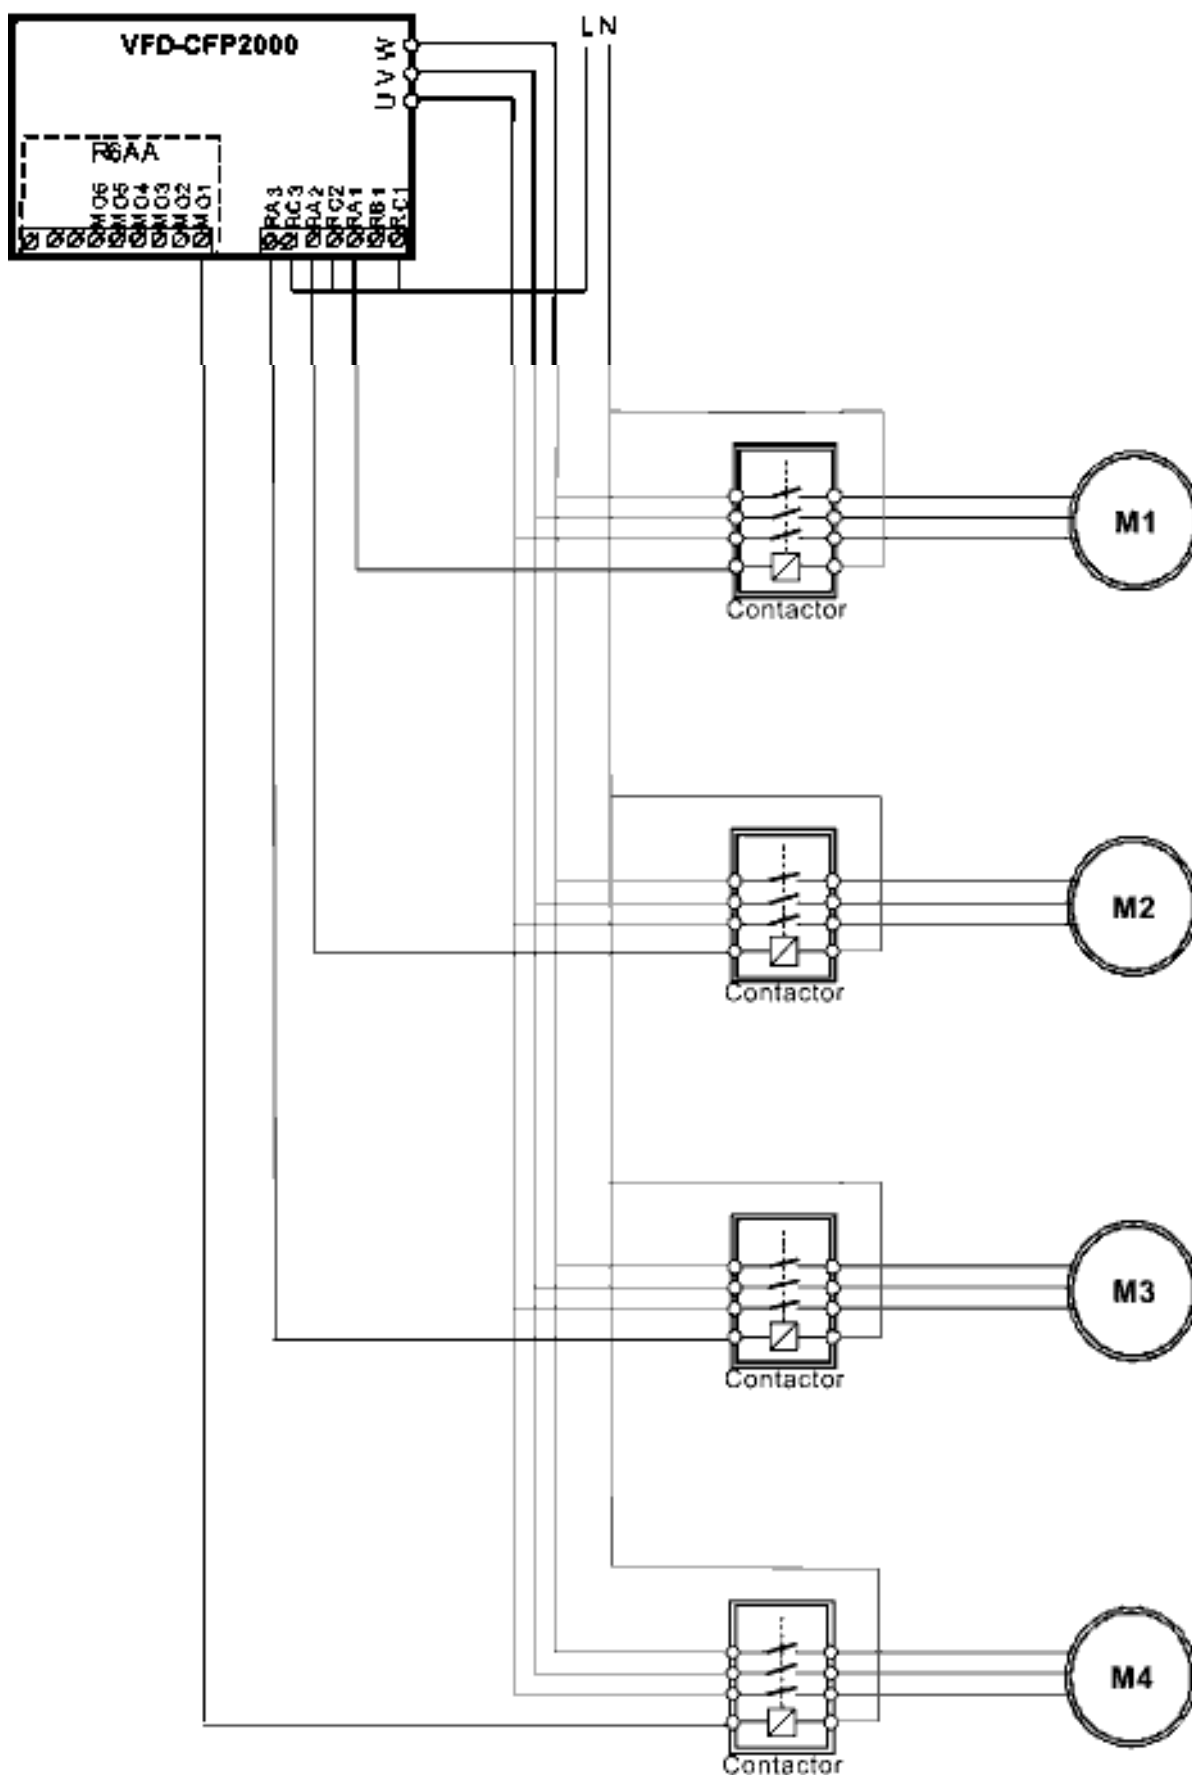 VFD-CFP2000
L N
W
V
U
R6AA
MO6
MO5
MO4
MO3
MO2
MO1
RA3
RC3
RA2
RC2
RA1
RB1
RC1
M1
Contactor
M2
Contactor
M3
Contactor
M4
Contactor